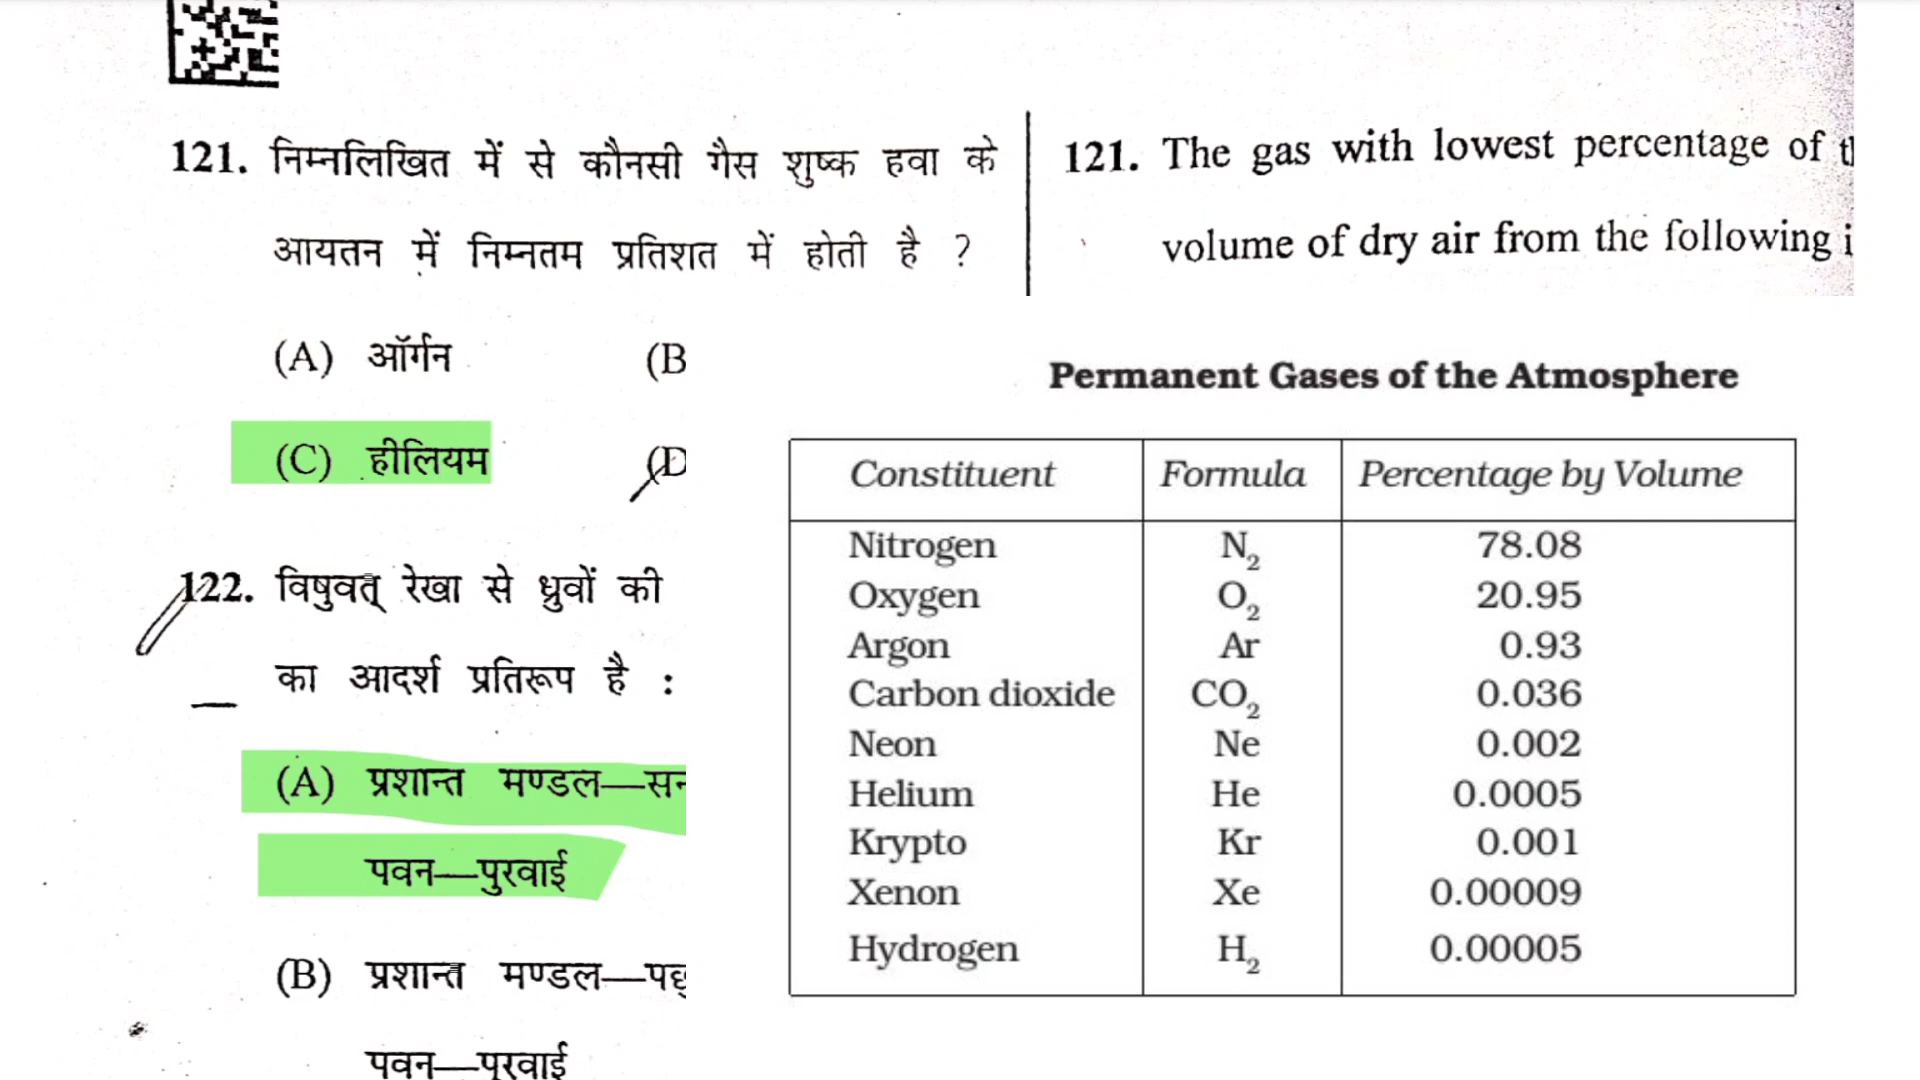 121. निम्नलिखित में से कौनसी गैस शुष्क हवा के
आयतन में निम्नतम प्रतिशत में होती है ?
(A) ऑर्गन (B
(C) हीलियम (D
122. विषुवत् रेखा से ध्रुवों की
का आदर्श प्रतिरूप है :
(A) प्रशान्त मण्डल—सन
पवन—पुरवाई
(B) प्रशान्त मण्डल—पछ
पवन—पुरवाई
121. The gas with lowest percentage of
volume of dry air from the following i
Permanent Gases of the Atmosphere
Constituent Formula Percentage by Volume
Nitrogen N₂ 78.08
Oxygen O₂ 20.95
Argon Ar 0.93
Carbon dioxide CO₂ 0.036
Neon Ne 0.002
Helium He 0.0005
Krypto Kr 0.001
Xenon Xe 0.00009
Hydrogen H₂ 0.00005